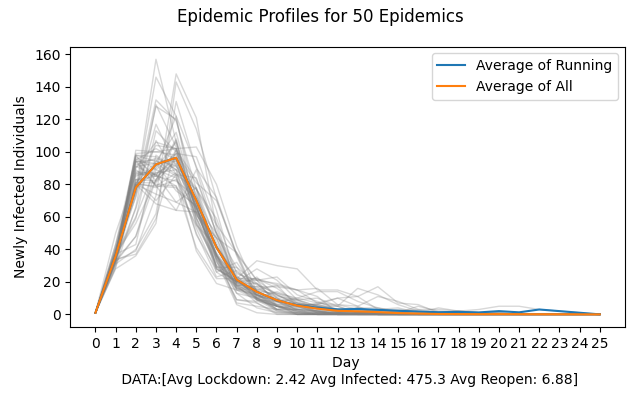 Epidemic Profiles for 50 Epidemics
Average of Running
Average of All
Newly Infected Individuals
160
140
120
100
80
60
40
20
0
0 1 2 3 4 5 6 7 8 9 10 11 12 13 14 15 16 17 18 19 20 21 22 23 24 25
Day
DATA:[Avg Lockdown: 2.42 Avg Infected: 475.3 Avg Reopen: 6.88]